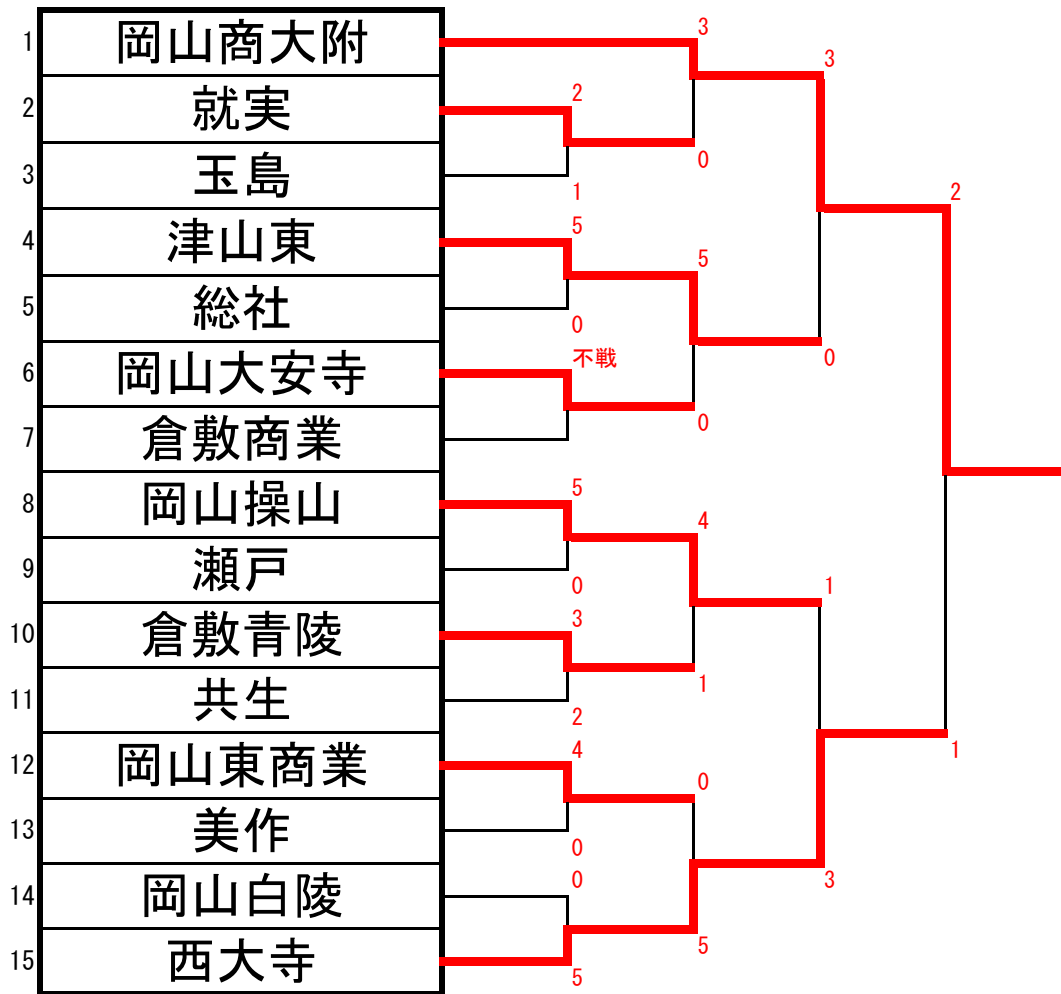 1 岡山商大附
2 就実
3 玉島
4 津山東
5 総社
6 岡山大安寺
7 倉敷商業
8 岡山操山
9 瀬戸
10 倉敷青陵
11 共生
12 岡山東商業
13 美作
14 岡山白陵
15 西大寺
2
1
5
0
不戦
5
0
3
2
4
0
0
5
3
0
5
0
4
1
0
5
3
0
1
3
2
1